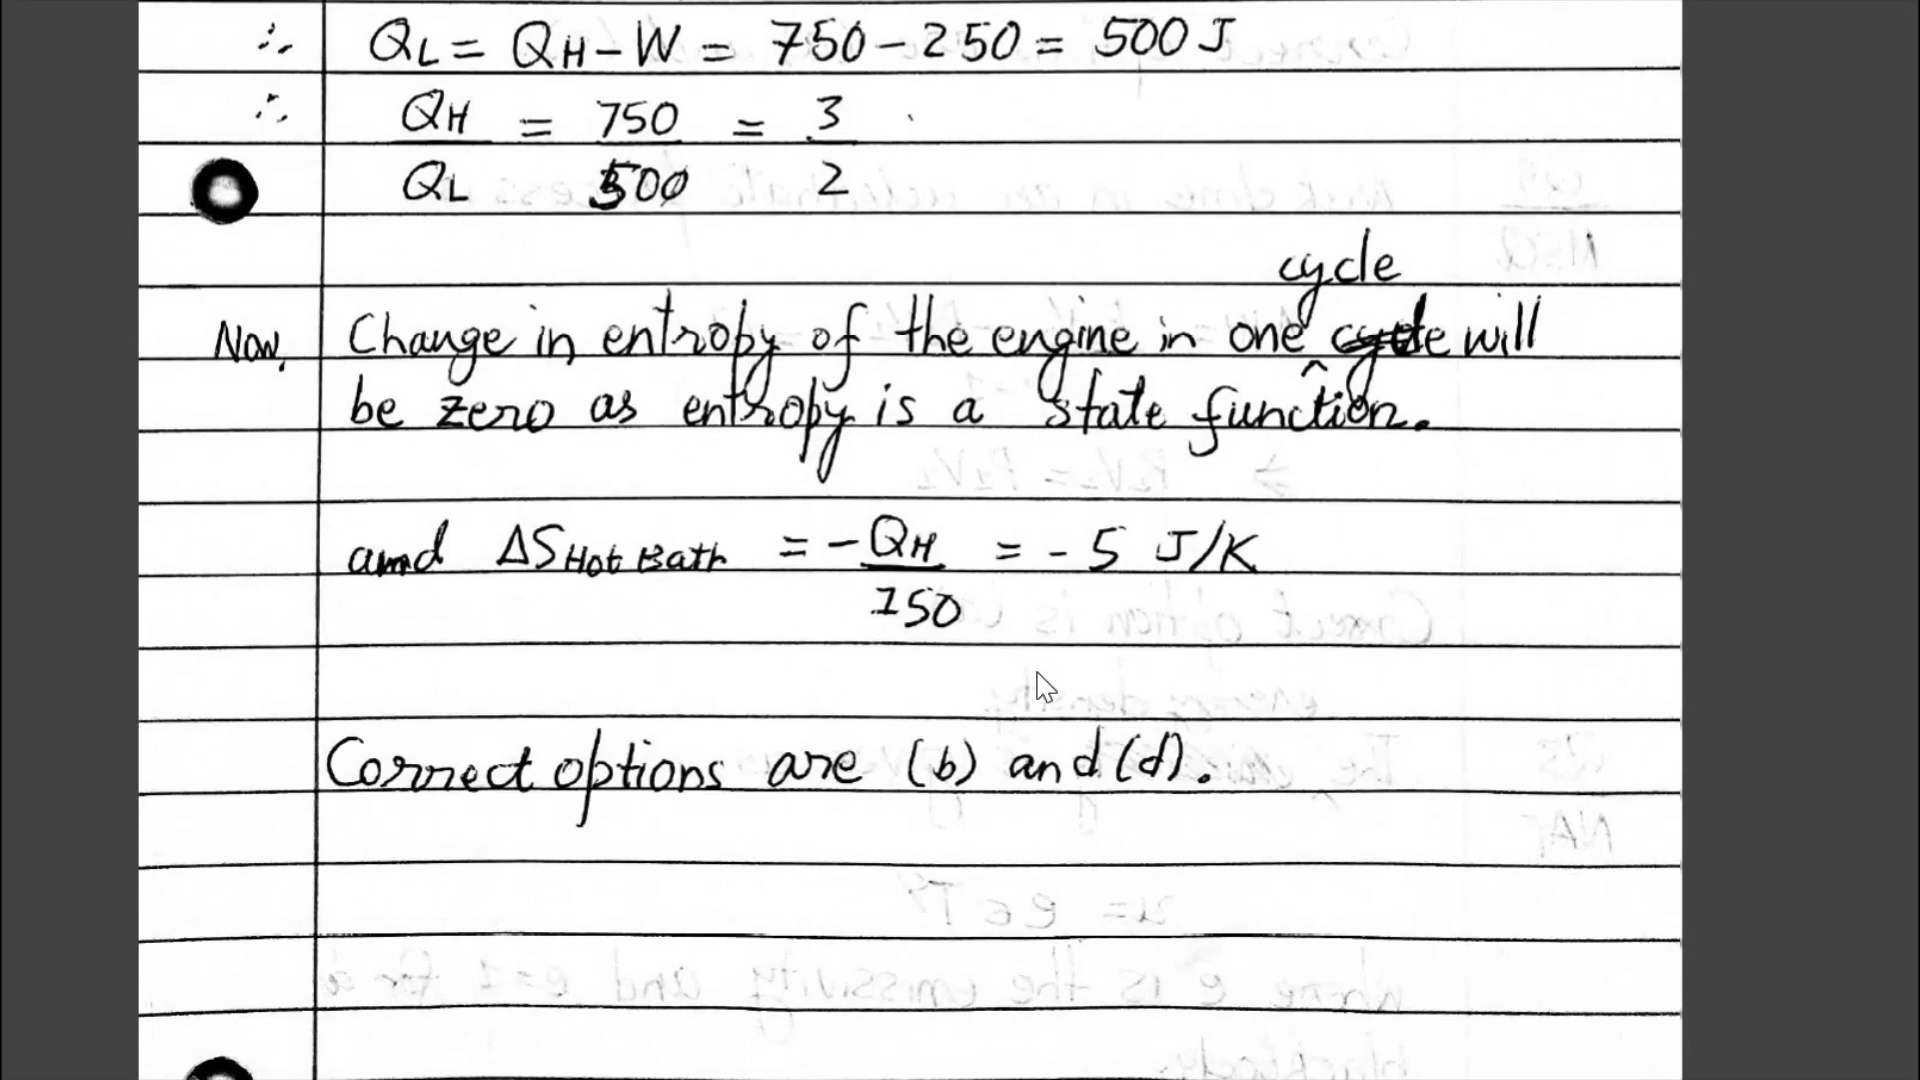 ∴ QL = QH - W = 750 - 250 = 500 J
∴ QH/QL = 750/500 = 3/2
cycle
Now, Change in entropy of the engine in one will
be zero as entropy is a state function.
and ΔS Hot Bath = -QH/150 = -5 J/K
Correct options are (b) and (d).